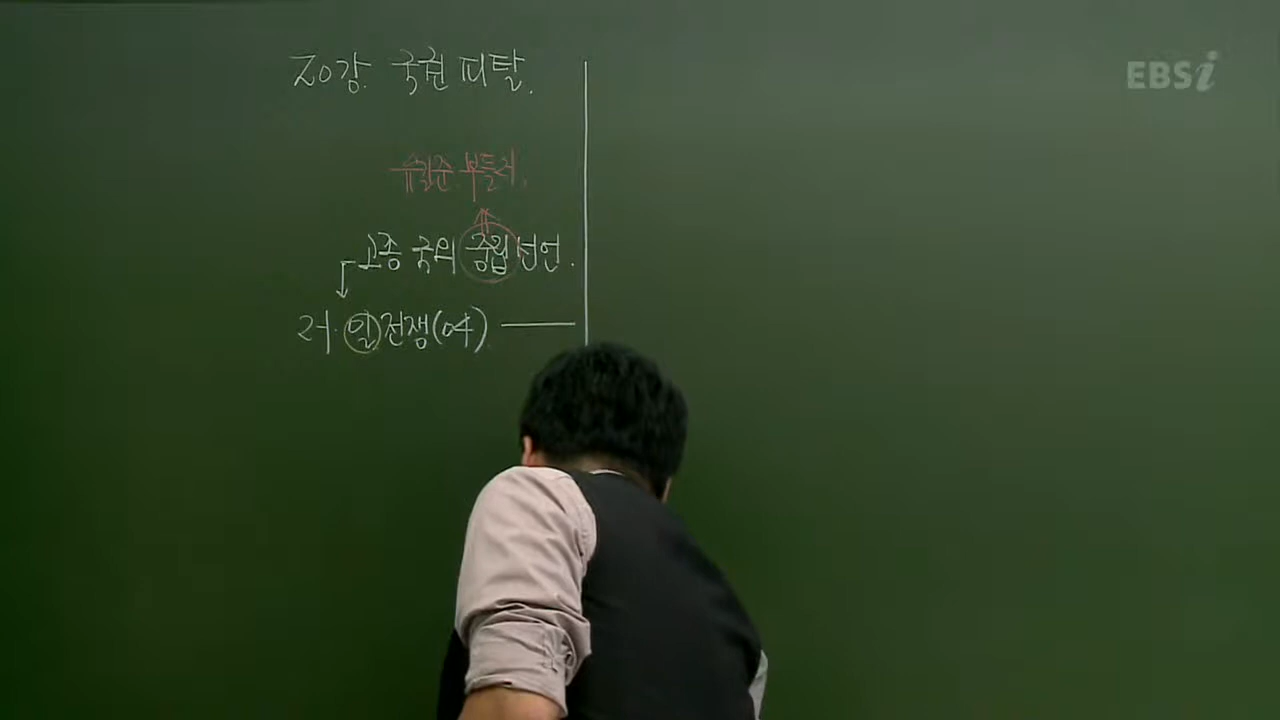 20강. 국권 피탈.
EBSi
유길준. 부들러.
고종 국외 중립 선언.
러·일 전쟁(04)